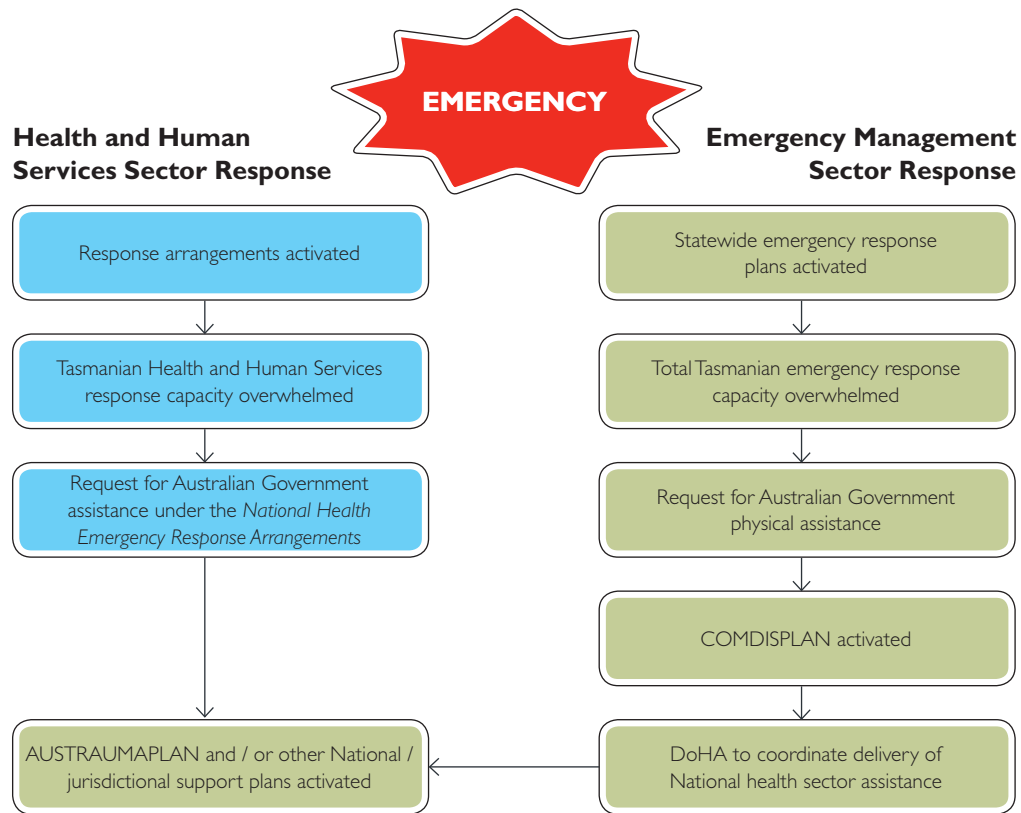 EMERGENCY
Health and Human
Services Sector Response
Emergency Management
Sector Response
Response arrangements activated
Tasmanian Health and Human Services
response capacity overwhelmed
Request for Australian Government
assistance under the National Health
Emergency Response Arrangements
AUSTRAUMAPLAN and / or other National /
jurisdictional support plans activated
Statewide emergency response
plans activated
Total Tasmanian emergency response
capacity overwhelmed
Request for Australian Government
physical assistance
COMDISPLAN activated
DoHA to coordinate delivery of
National health sector assistance